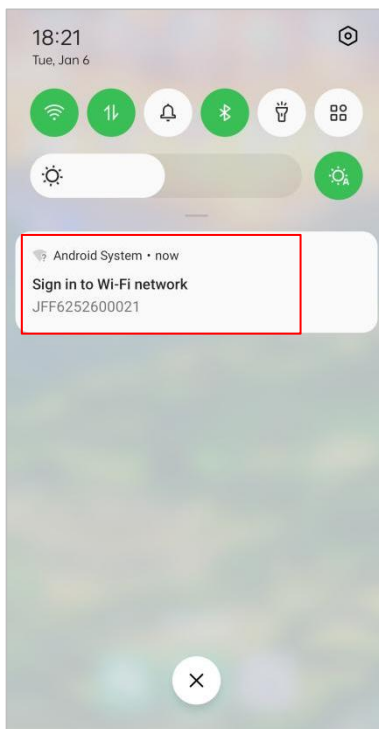 18:21
Tue, Jan 6
A
? Android System • now
Sign in to Wi-Fi network
JFF6252600021